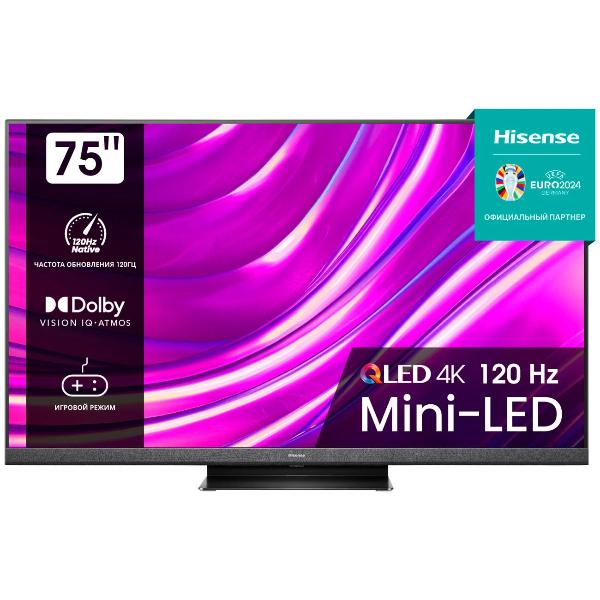 75"
120Hz
Native
ЧАСТОТА ОБНОВЛЕНИЯ 120ГЦ
Dolby
VISION IQ·ATMOS
ИГРОВОЙ РЕЖИМ
Hisense
UEFA
EURO2024
GERMANY
ОФИЦИАЛЬНЫЙ ПАРТНЕР
QLED 4K 120 Hz
Mini-LED
Hisense